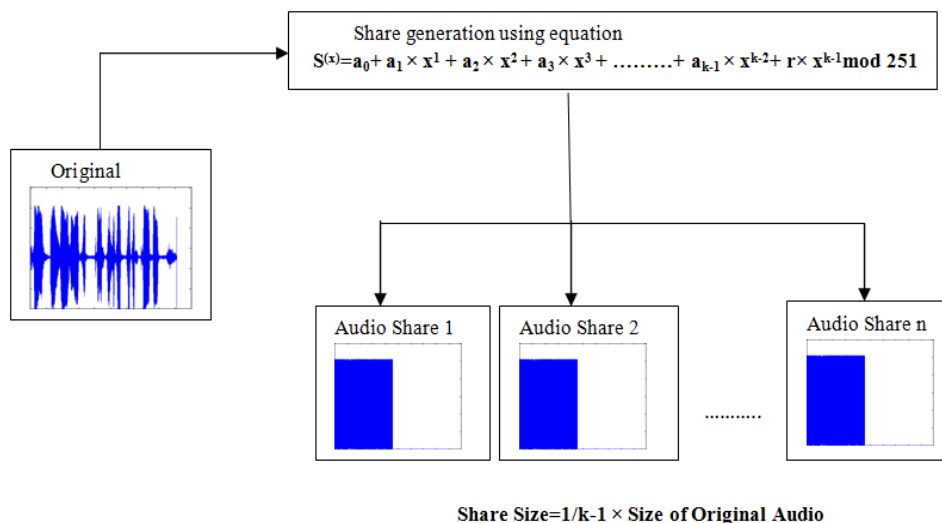 Share generation using equation
S⁽ˣ⁾=a₀+ a₁ × x¹ + a₂ × x² + a₃ × x³ + ………+ aₖ₋₁ × xᵏ⁻²+ r× xᵏ⁻¹mod 251
Original
Audio Share 1
Audio Share 2
Audio Share n
...........
Share Size=1/k-1 × Size of Original Audio